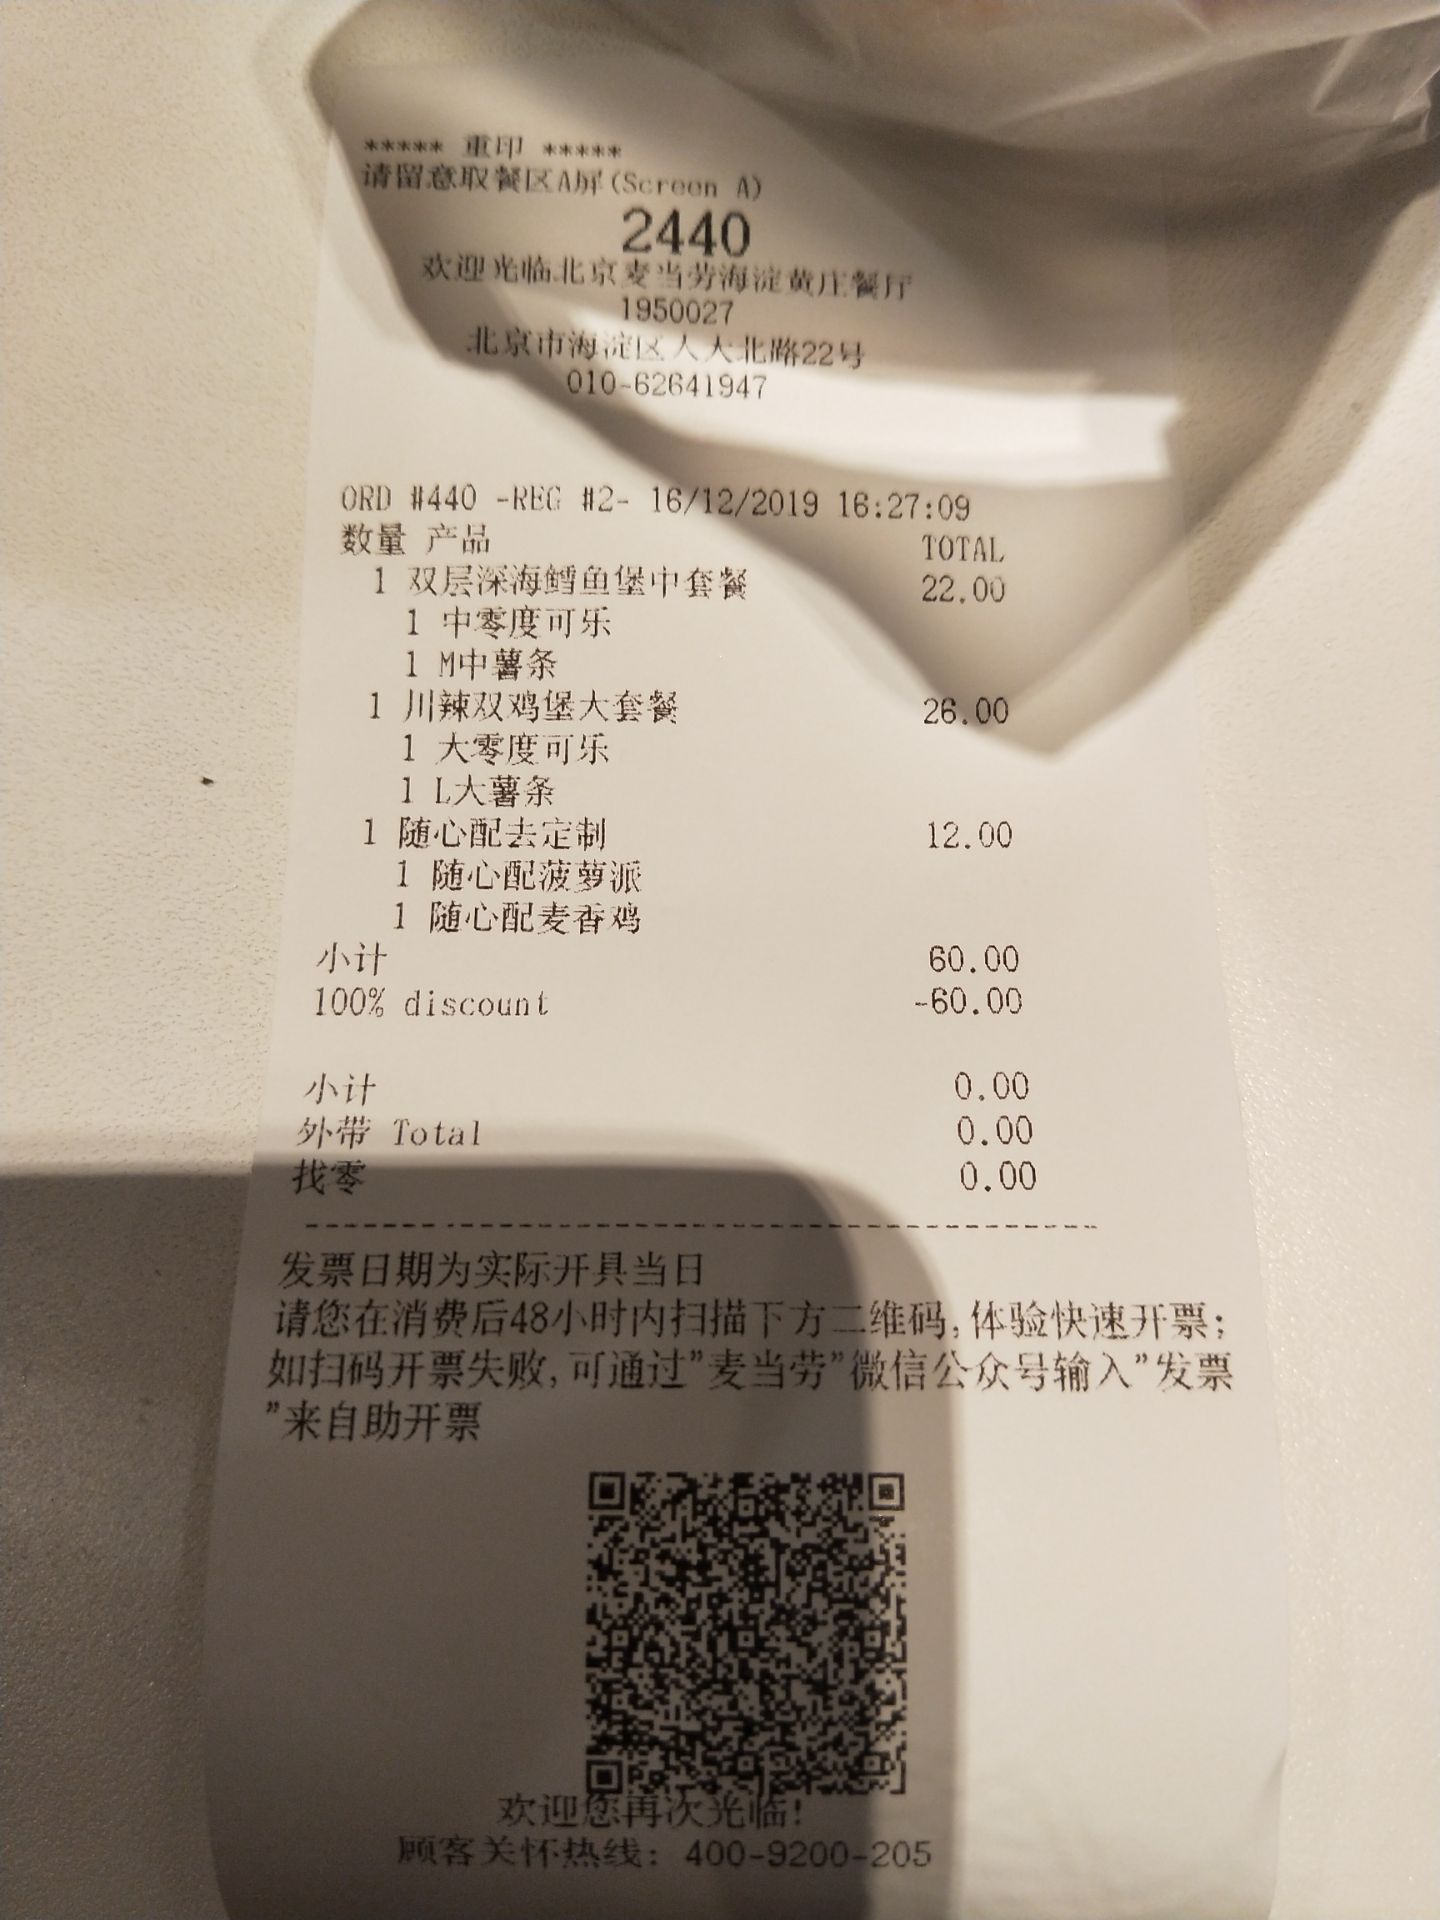 ***** 重印 *****
请留意取餐区A屏(Screen A)
2440
欢迎光临北京麦当劳海淀黄庄餐厅
1950027
北京市海淀区人大北路22号
010-62641947
ORD #440 -REG #2- 16/12/2019 16:27:09
数量 产品 TOTAL
1 双层深海鳕鱼堡中套餐 22.00
1 中零度可乐
1 M中薯条
1 川辣双鸡堡大套餐 26.00
1 大零度可乐
1 L大薯条
1 随心配去定制 12.00
1 随心配菠萝派
1 随心配麦香鸡
小计 60.00
100% discount -60.00
小计 0.00
外带 Total 0.00
找零 0.00
发票日期为实际开具当日
请您在消费后48小时内扫描下方二维码,体验快速开票;
如扫码开票失败,可通过"麦当劳"微信公众号输入"发票
"来自助开票
欢迎您再次光临!
顾客关怀热线: 400-9200-205